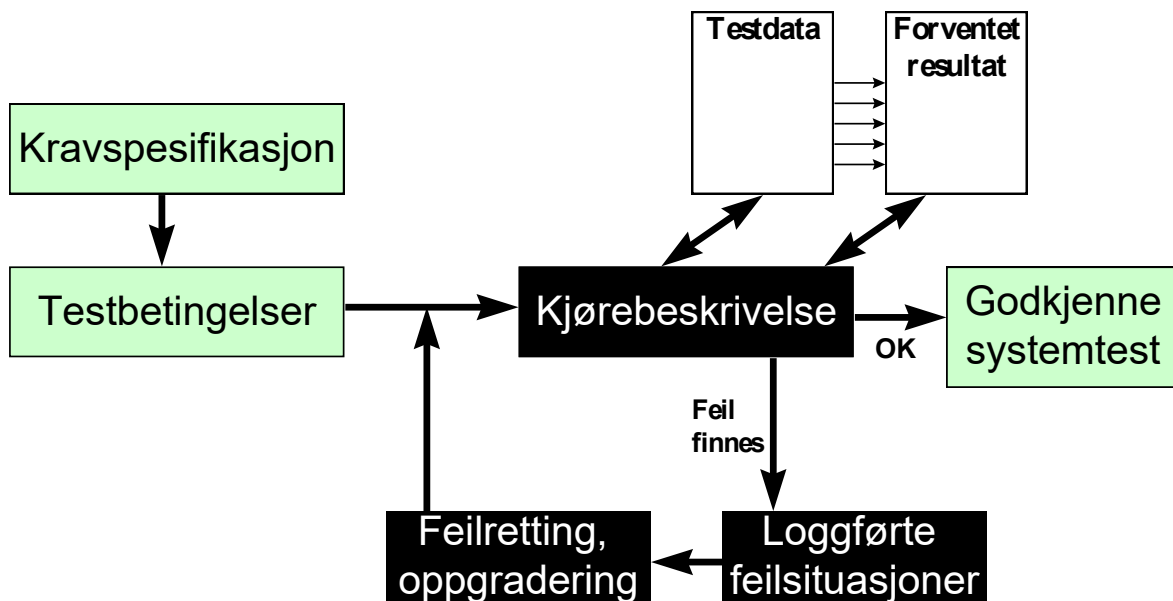 Testdata
Forventet
resultat
Kravspesifikasjon
Testbetingelser
Kjørebeskrivelse
Godkjenne
systemtest
OK
Feil
finnes
Feilretting,
oppgradering
Loggførte
feilsituasjoner